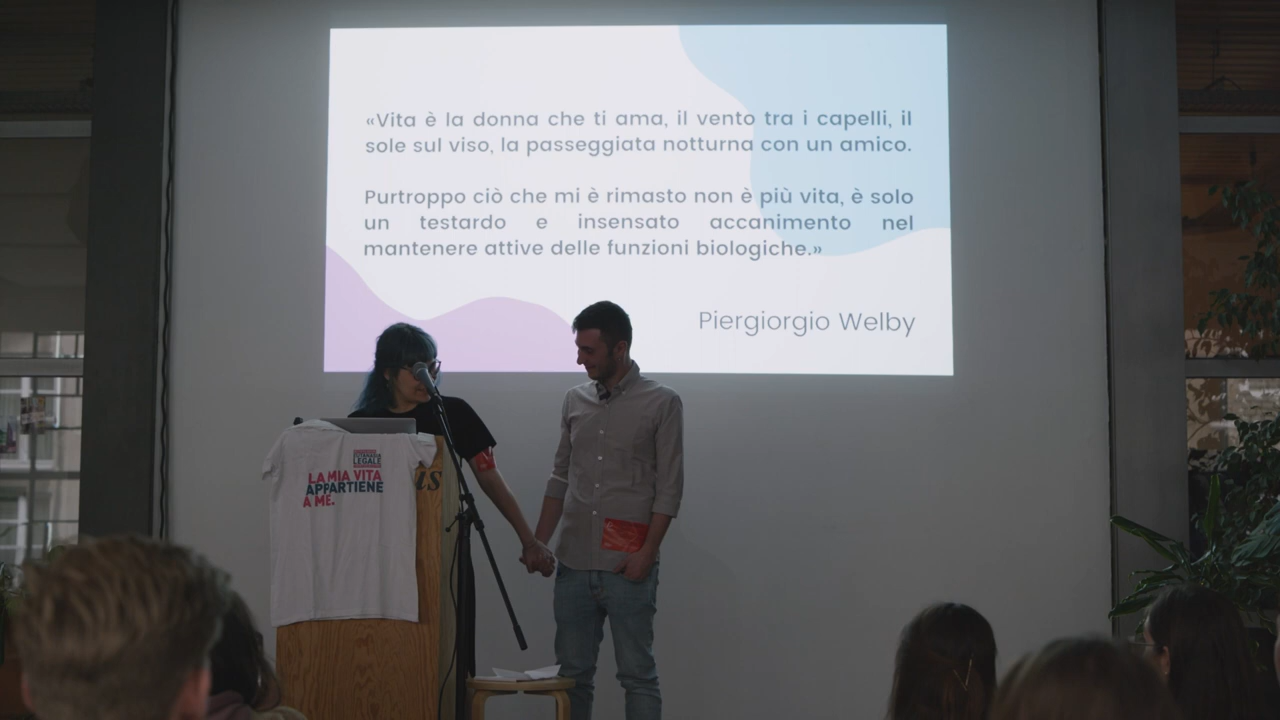 «Vita è la donna che ti ama, il vento tra i capelli, il
sole sul viso, la passeggiata notturna con un amico.
Purtroppo ciò che mi è rimasto non è più vita, è solo
un testardo e insensato accanimento nel
mantenere attive delle funzioni biologiche.»
Piergiorgio Welby
EUTANASIA
LEGALE
LA MIA VITA
APPARTIENE
A ME.
us